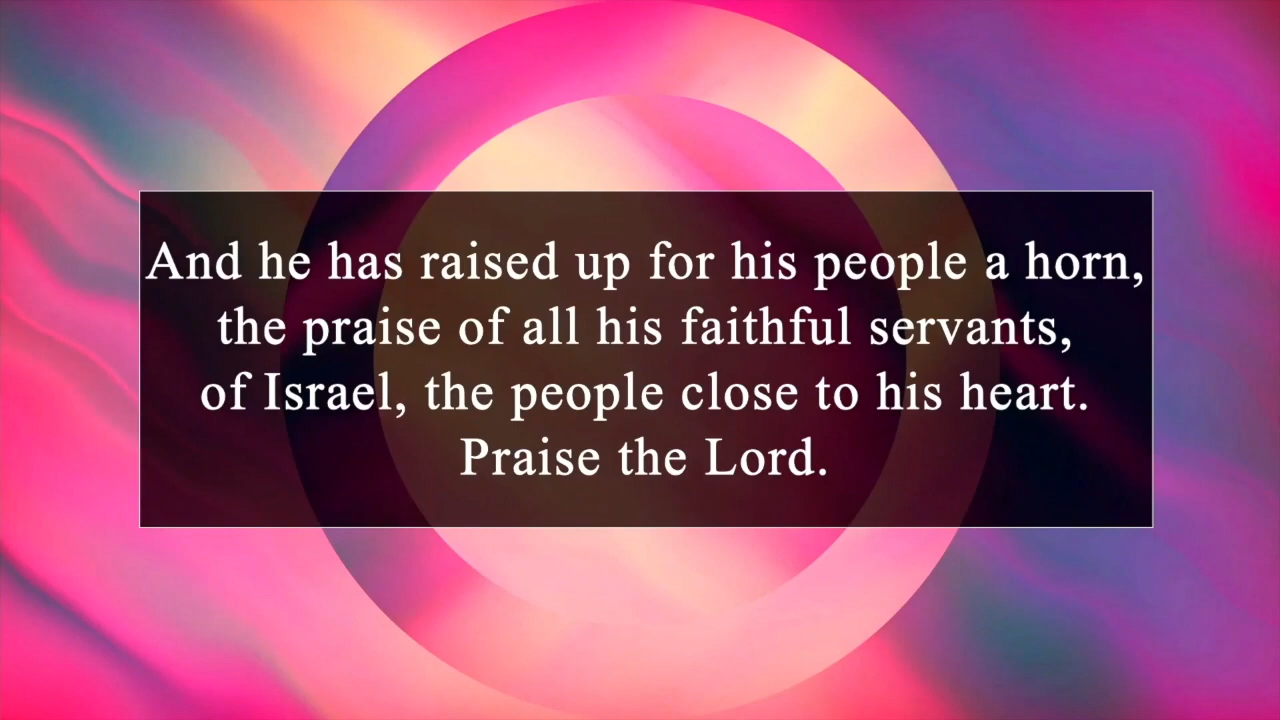 And he has raised up for his people a horn,
the praise of all his faithful servants,
of Israel, the people close to his heart.
Praise the Lord.